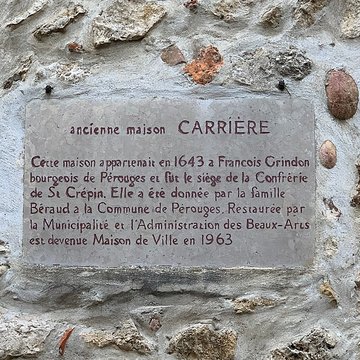 ancienne maison CARRIÈRE
Cette maison appartenait en 1643 a Francois Grindon
bourgeois de Pérouges et fut le siège de la Confrérie
de St Crépin. Elle a été donnée par la famille
Béraud a la Commune de Pérouges. Restaurée par
la Municipalité et l'Administration des Beaux-Arts
est devenue Maison de Ville en 1963